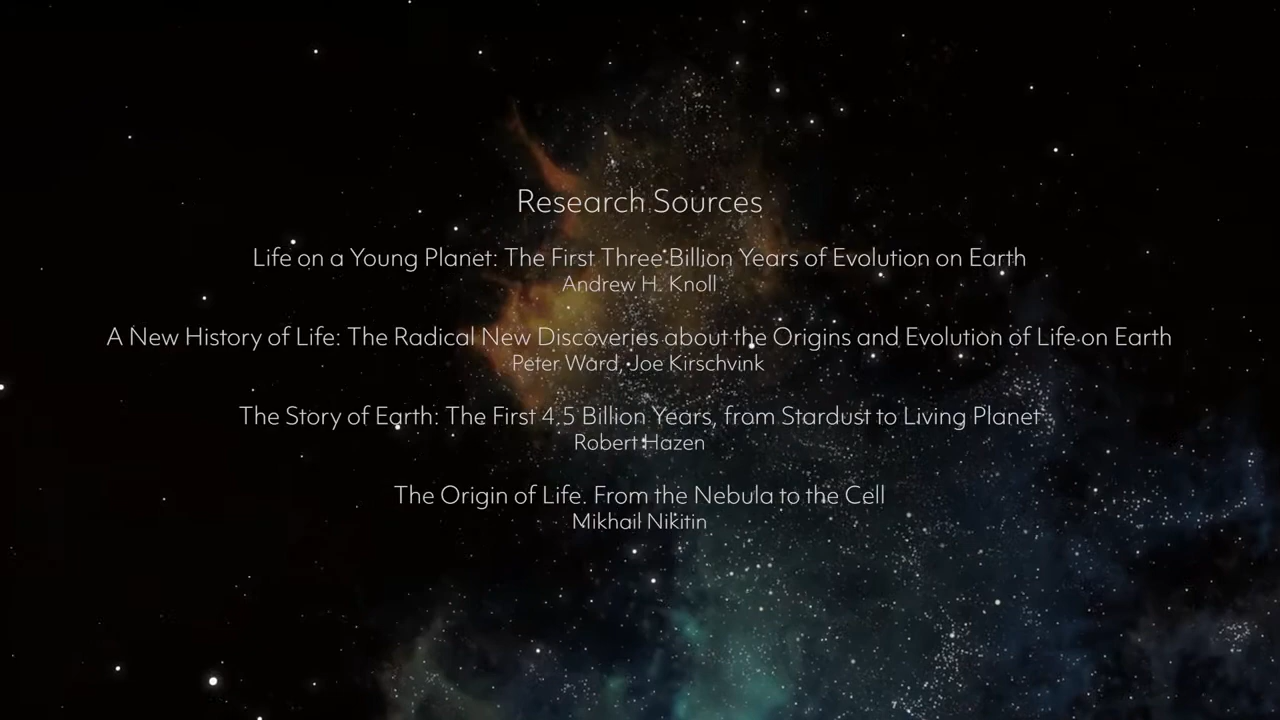 Research Sources
Life on a Young Planet: The First Three Billion Years of Evolution on Earth
Andrew H. Knoll
A New History of Life: The Radical New Discoveries about the Origins and Evolution of Life on Earth
Peter Ward, Joe Kirschvink
The Story of Earth: The First 4.5 Billion Years, from Stardust to Living Planet
Robert Hazen
The Origin of Life. From the Nebula to the Cell
Mikhail Nikitin